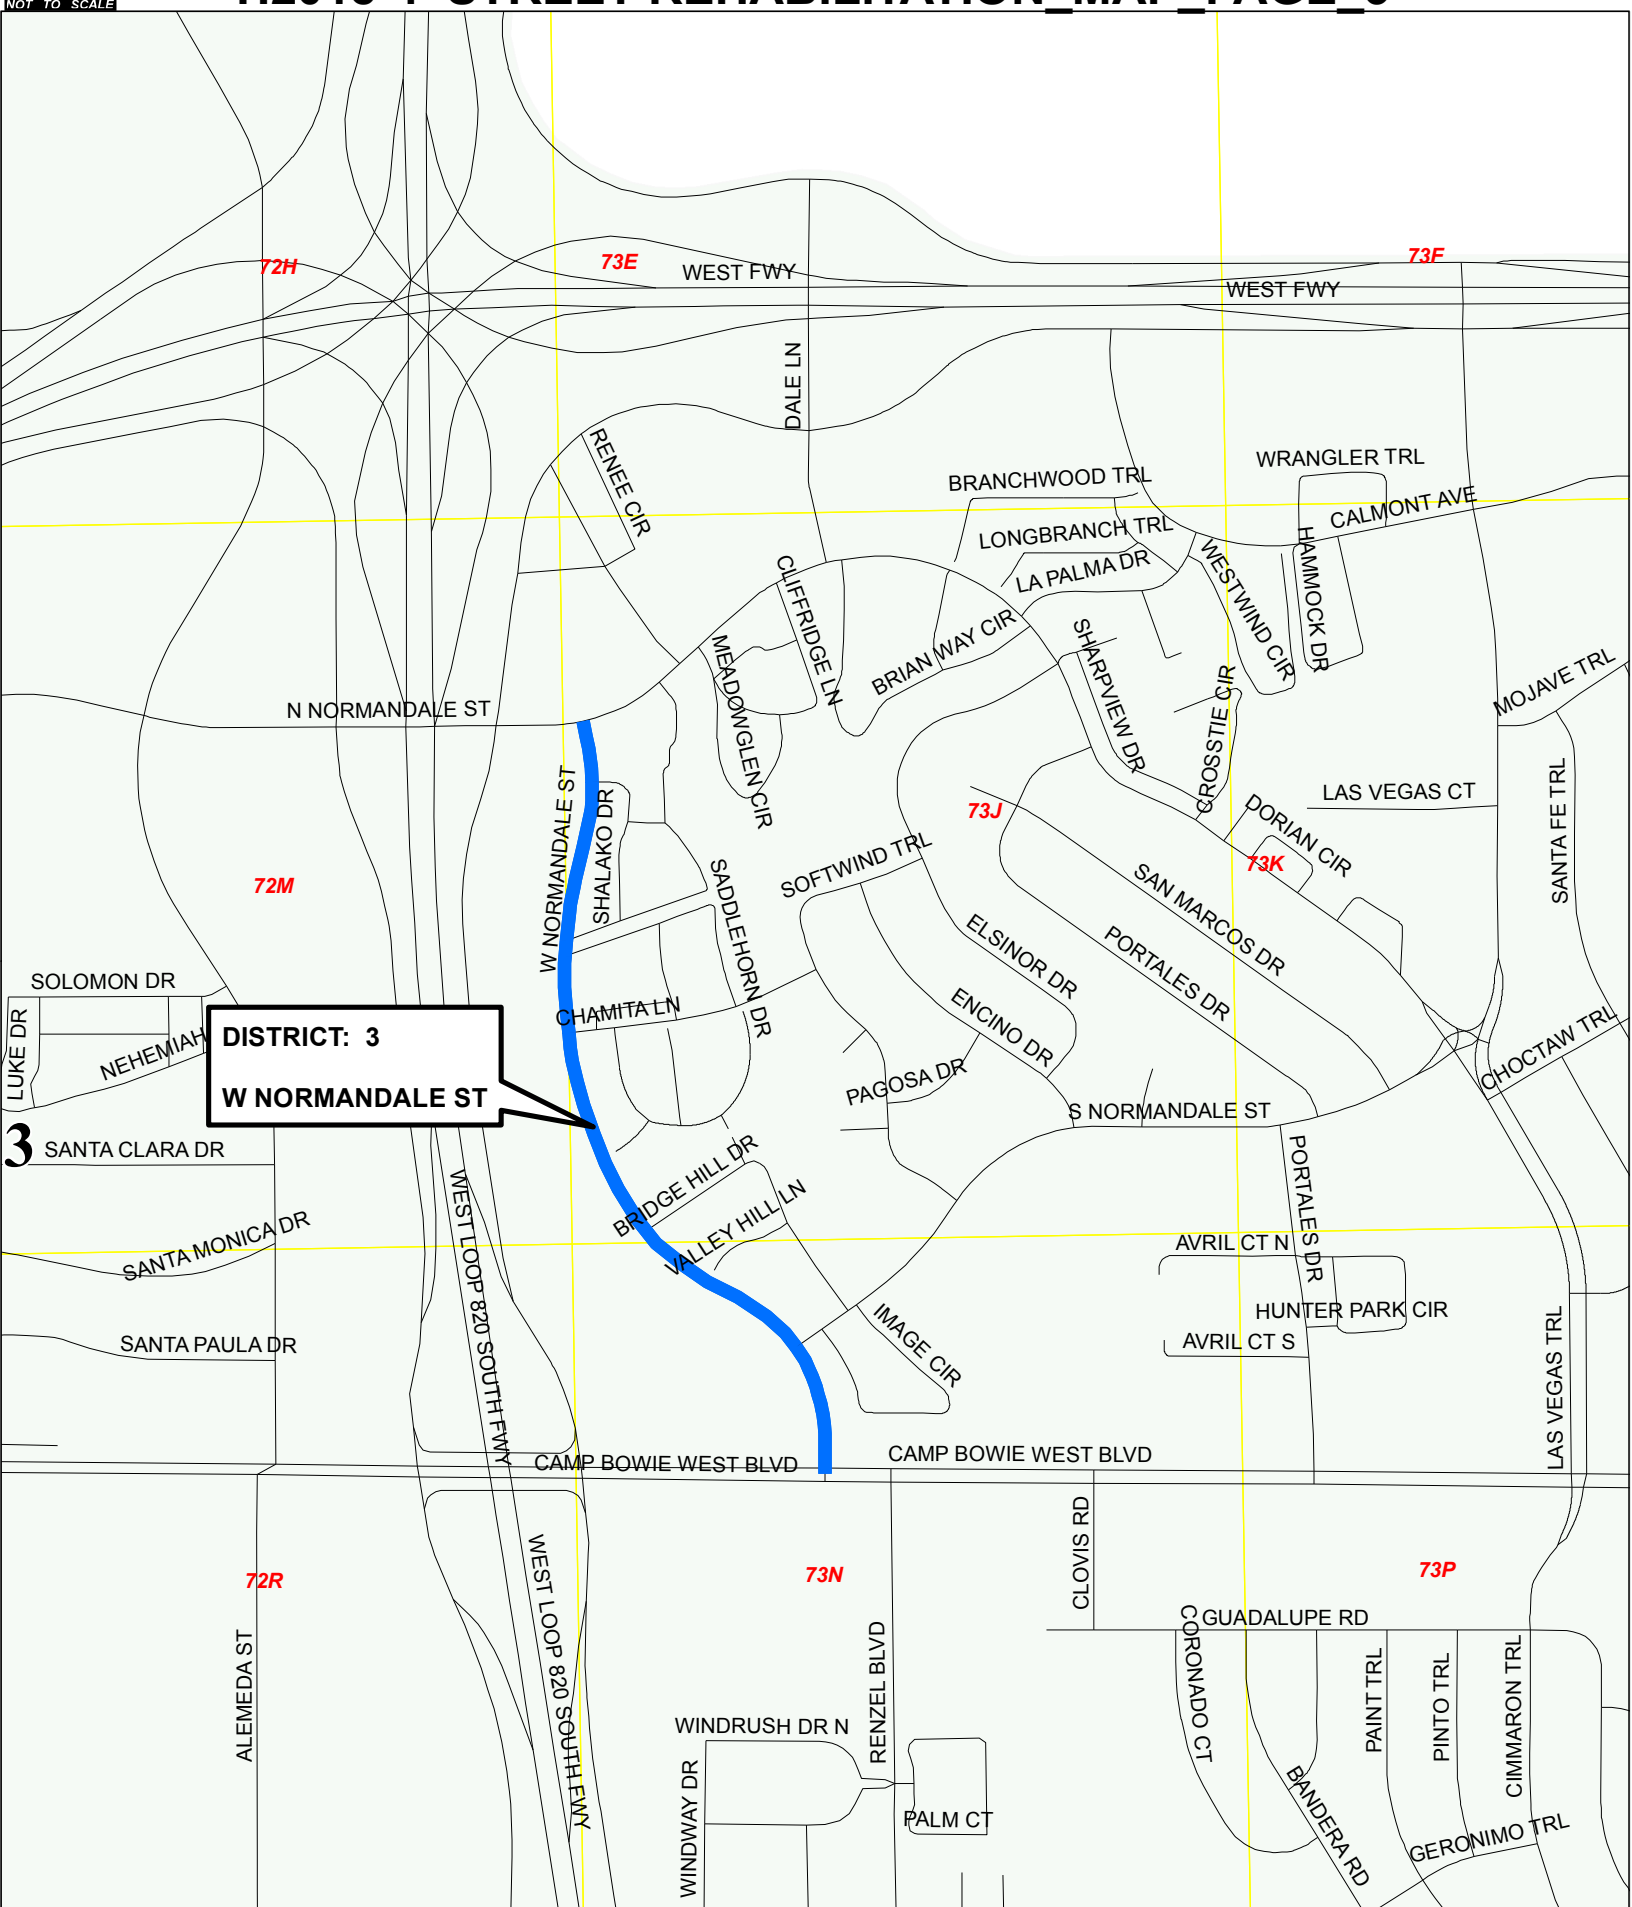 NOT TO SCALE
72H
73E
73F
WEST FWY
WEST FWY
DALE LN
RENEE CIR
BRANCHWOOD TRL
WRANGLER TRL
CALMONT AVE
LONGBRANCH TRL
LA PALMA DR
WESTWIND CIR
HAMMOCK DR
CLIFFRIDGE LN
MEADOWGLEN CIR
BRIAN WAY CIR
SHARPVIEW DR
CROSSTIE CIR
MOJAVE TRL
N NORMANDALE ST
W NORMANDALE ST
SHALAKO DR
73J
LAS VEGAS CT
SANTA FE TRL
DORIAN CIR
73K
72M
SADDLEHORN DR
SOFTWIND TRL
SAN MARCOS DR
ELSINOR DR
PORTALES DR
SOLOMON DR
LUKE DR
NEHEMIAH
CHAMITA LN
ENCINO DR
CHOCTAW TRL
DISTRICT: 3
W NORMANDALE ST
PAGOSA DR
S NORMANDALE ST
3
SANTA CLARA DR
BRIDGE HILL DR
PORTALES DR
VALLEY HILL LN
SANTA MONICA DR
WEST LOOP 820 SOUTH FWY
AVRIL CT N
HUNTER PARK CIR
SANTA PAULA DR
IMAGE CIR
AVRIL CT S
LAS VEGAS TRL
CAMP BOWIE WEST BLVD
CAMP BOWIE WEST BLVD
CLOVIS RD
72R
73N
73P
WEST LOOP 820 SOUTH FWY
ALEMEDA ST
RENZEL BLVD
GUADALUPE RD
CORONADO CT
PAINT TRL
PINTO TRL
CIMMARON TRL
WINDRUSH DR N
WINDWAY DR
PALM CT
BANDERA RD
GERONIMO TRL